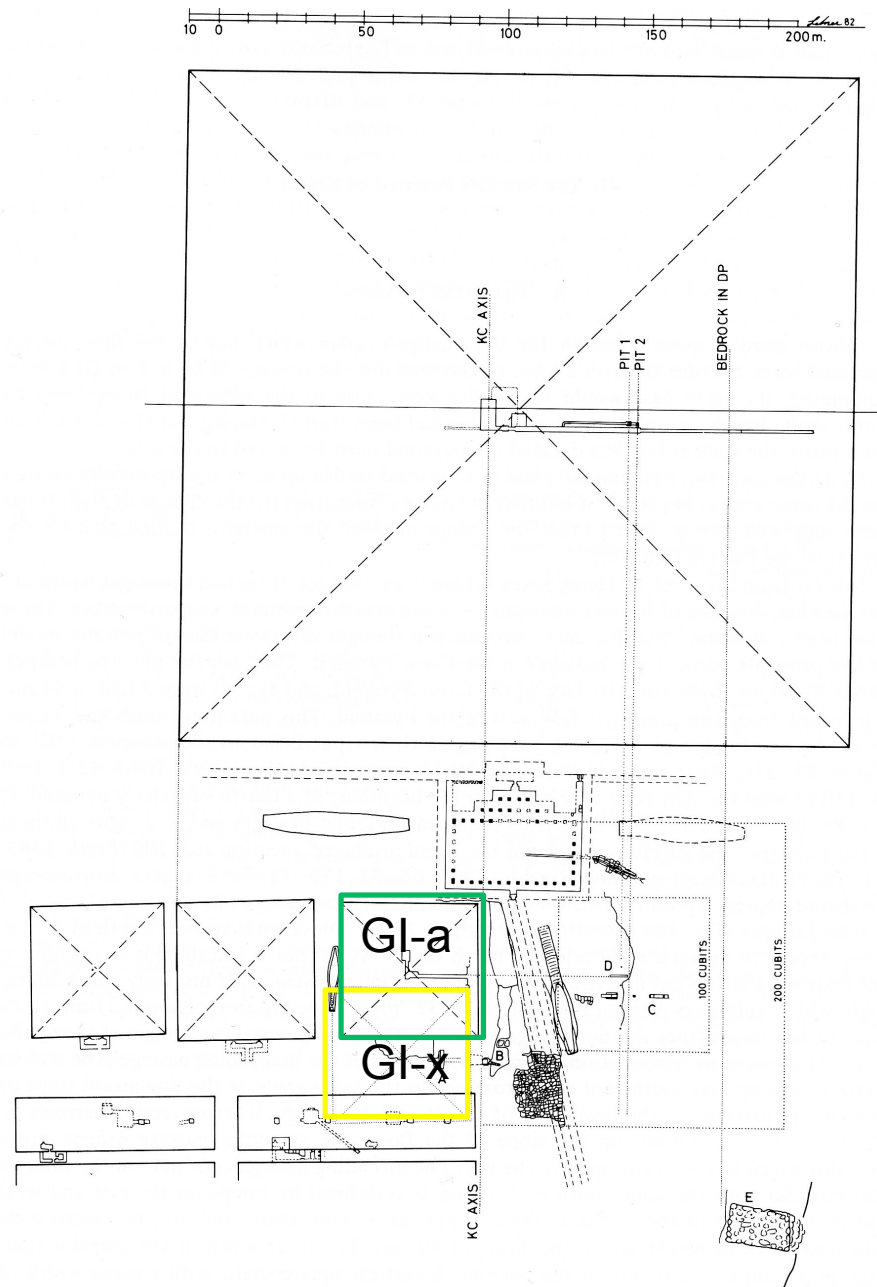 Lehner 82
10 0 50 100 150 200 m.
KC AXIS
PIT 1
PIT 2
BEDROCK IN DP
GI-a
GI-x
A
B
D
C
100 CUBITS
200 CUBITS
KC AXIS
E